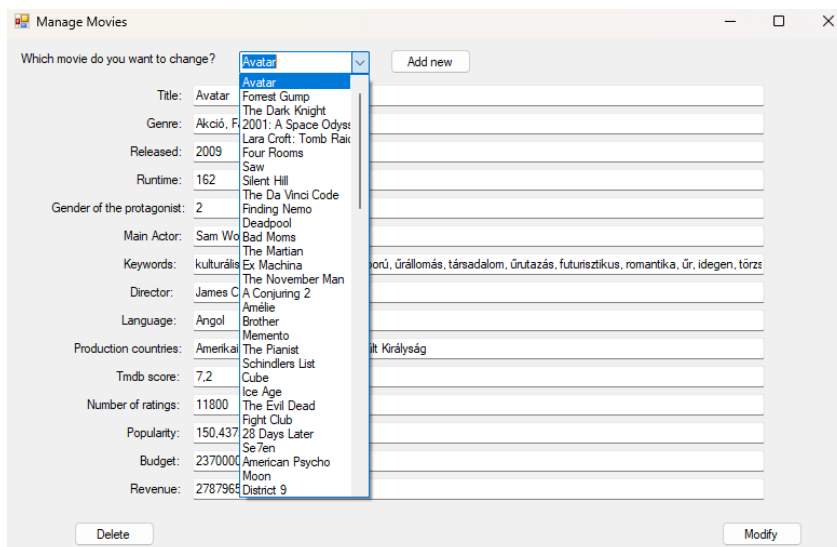 Manage Movies
Which movie do you want to change? Avatar Add new
Avatar
Forrest Gump
The Dark Knight
2001: A Space Odyss
Lara Croft: Tomb Raid
Four Rooms
Saw
Silent Hill
The Da Vinci Code
Finding Nemo
Deadpool
Bad Moms
The Martian
Ex Machina
The November Man
A Conjuring 2
Amélie
Brother
Memento
The Pianist
Schindlers List
Cube
Ice Age
The Evil Dead
Fight Club
28 Days Later
Se7en
American Psycho
Moon
District 9
Title: Avatar
Genre: Akció, F
Released: 2009
Runtime: 162
Gender of the protagonist: 2
Main Actor: Sam Wo
Keywords: kulturális ború, űrállomás, társadalom, űrutazás, futurisztikus, romantika, űr, idegen, törzs
Director: James C
Language: Angol
Production countries: Amerikai lt Királyság
Tmdb score: 7,2
Number of ratings: 11800
Popularity: 150,437
Budget: 2370000
Revenue: 2787965
Delete Modify